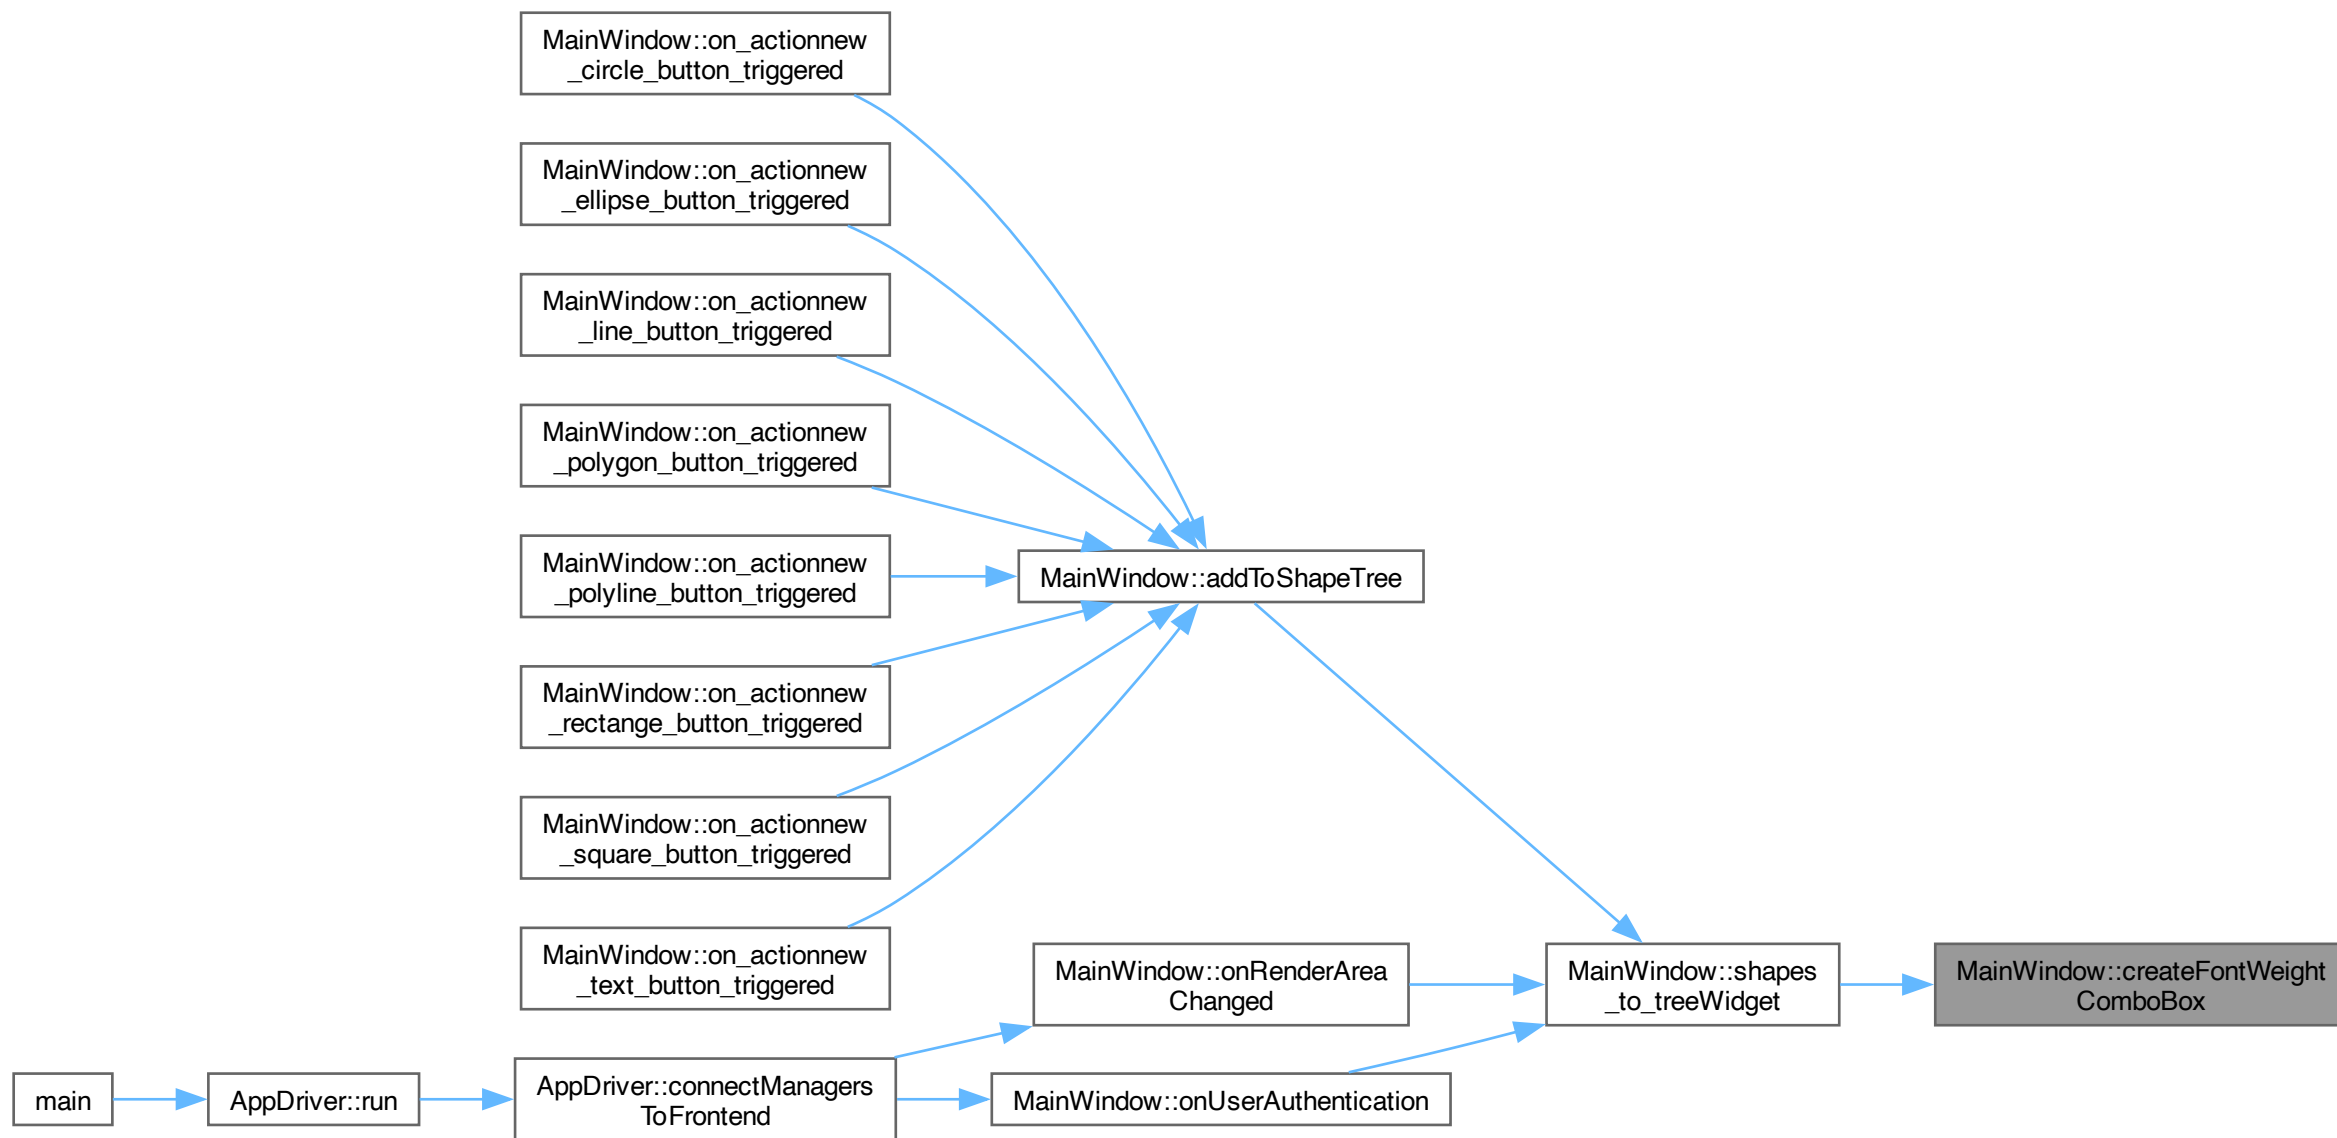 MainWindow::on_actionnew
_circle_button_triggered
MainWindow::on_actionnew
_ellipse_button_triggered
MainWindow::on_actionnew
_line_button_triggered
MainWindow::on_actionnew
_polygon_button_triggered
MainWindow::on_actionnew
_polyline_button_triggered
MainWindow::addToShapeTree
MainWindow::on_actionnew
_rectange_button_triggered
MainWindow::on_actionnew
_square_button_triggered
MainWindow::on_actionnew
_text_button_triggered
MainWindow::onRenderArea
Changed
MainWindow::shapes
_to_treeWidget
MainWindow::createFontWeight
ComboBox
main
AppDriver::run
AppDriver::connectManagers
ToFrontend
MainWindow::onUserAuthentication